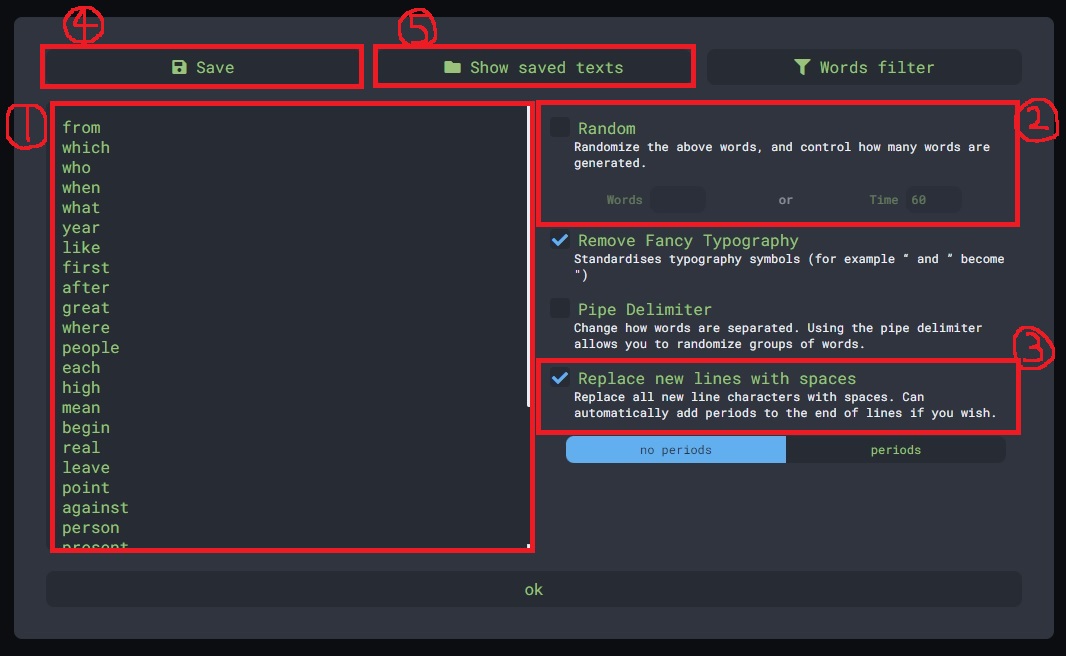 4
5
Save
Show saved texts
Words filter
1
from
which
who
when
what
year
like
first
after
great
where
people
each
high
mean
begin
real
leave
point
against
person
present
2
Random
Randomize the above words, and control how many words are
generated.
Words or Time 60
Remove Fancy Typography
Standardises typography symbols (for example “ and ” become
")
Pipe Delimiter
Change how words are separated. Using the pipe delimiter
allows you to randomize groups of words.
3
Replace new lines with spaces
Replace all new line characters with spaces. Can
automatically add periods to the end of lines if you wish.
no periods periods
ok